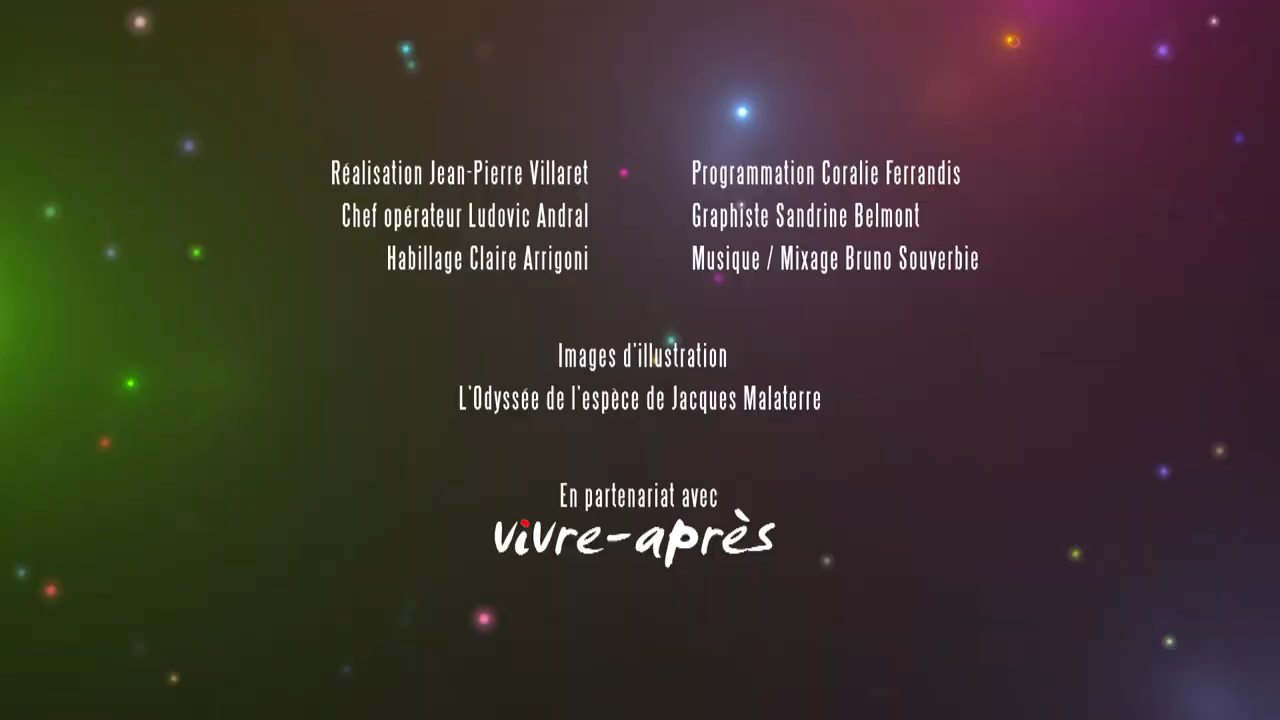 Réalisation Jean-Pierre Villaret
Chef opérateur Ludovic Andral
Habillage Claire Arrigoni
Programmation Coralie Ferrandis
Graphiste Sandrine Belmont
Musique / Mixage Bruno Souverbie
Images d'illustration
L'Odyssée de l'espèce de Jacques Malaterre
En partenariat avec
vivre-après